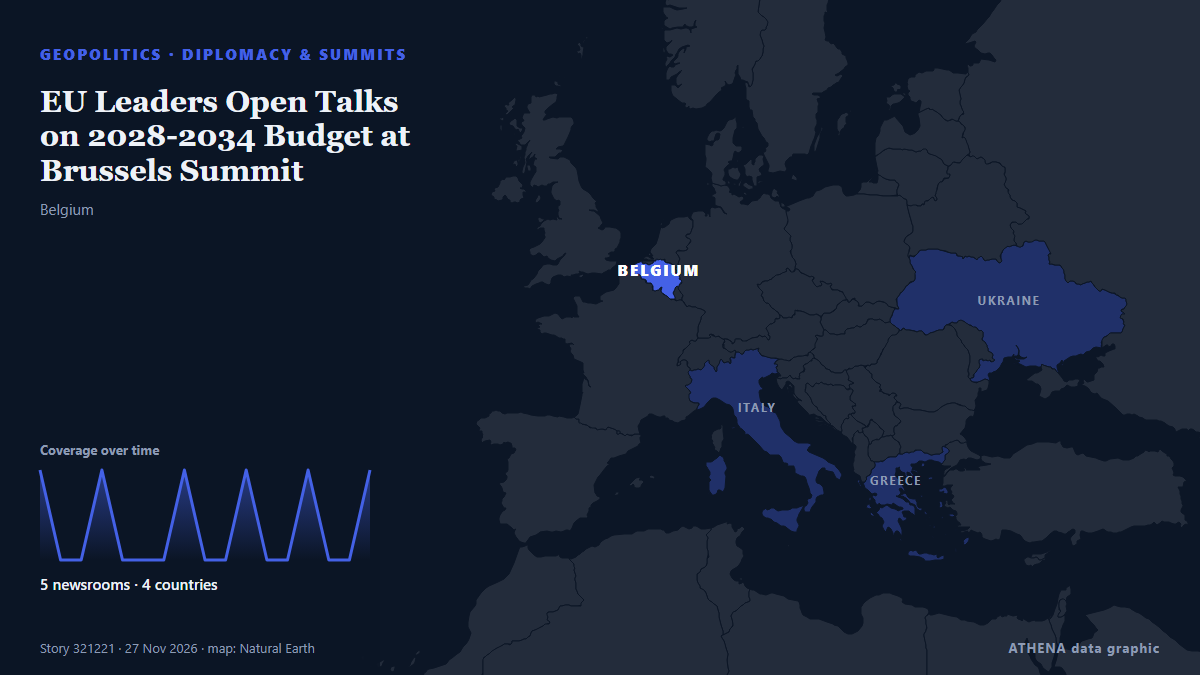 GEOPOLITICS · DIPLOMACY & SUMMITS
EU Leaders Open Talks
on 2028-2034 Budget at
Brussels Summit
Belgium
BELGIUM
UKRAINE
ITALY
GREECE
Coverage over time
5 newsrooms · 4 countries
Story 321221 · 27 Nov 2026 · map: Natural Earth
ATHENA data graphic